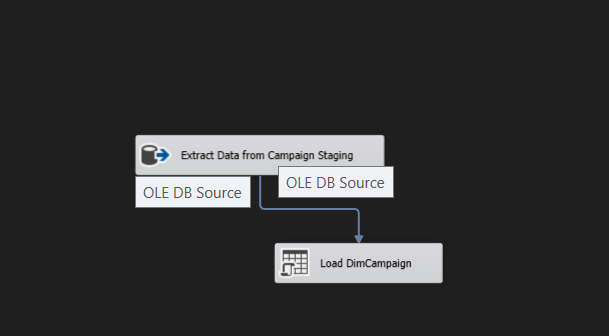 Extract Data from Campaign Staging
OLE DB Source
OLE DB Source
Load DimCampaign